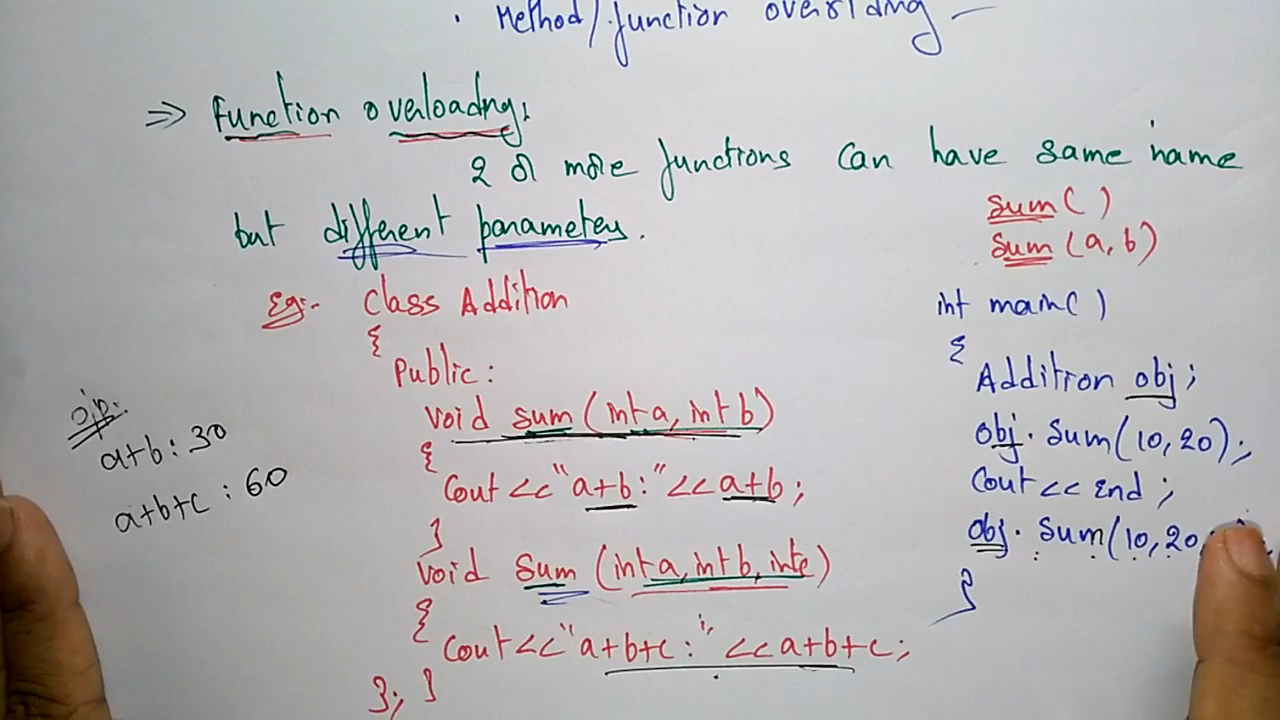 · Method/function overriding –
⇒ function overloadng:
2 or more functions can have same name
but different parameters.
sum( )
sum (a, b)
Eg:- class Addition
{
Public:
void sum (int a, int b)
{
Cout << "a+b:" << a+b;
}
void sum (int a, int b, int c)
{
Cout << "a+b+c:" << a+b+c;
}; }
int main( )
{
Addition obj;
obj. sum(10,20);
Cout << End;
obj. sum(10,20
}
o/p:
a+b: 30
a+b+c : 60